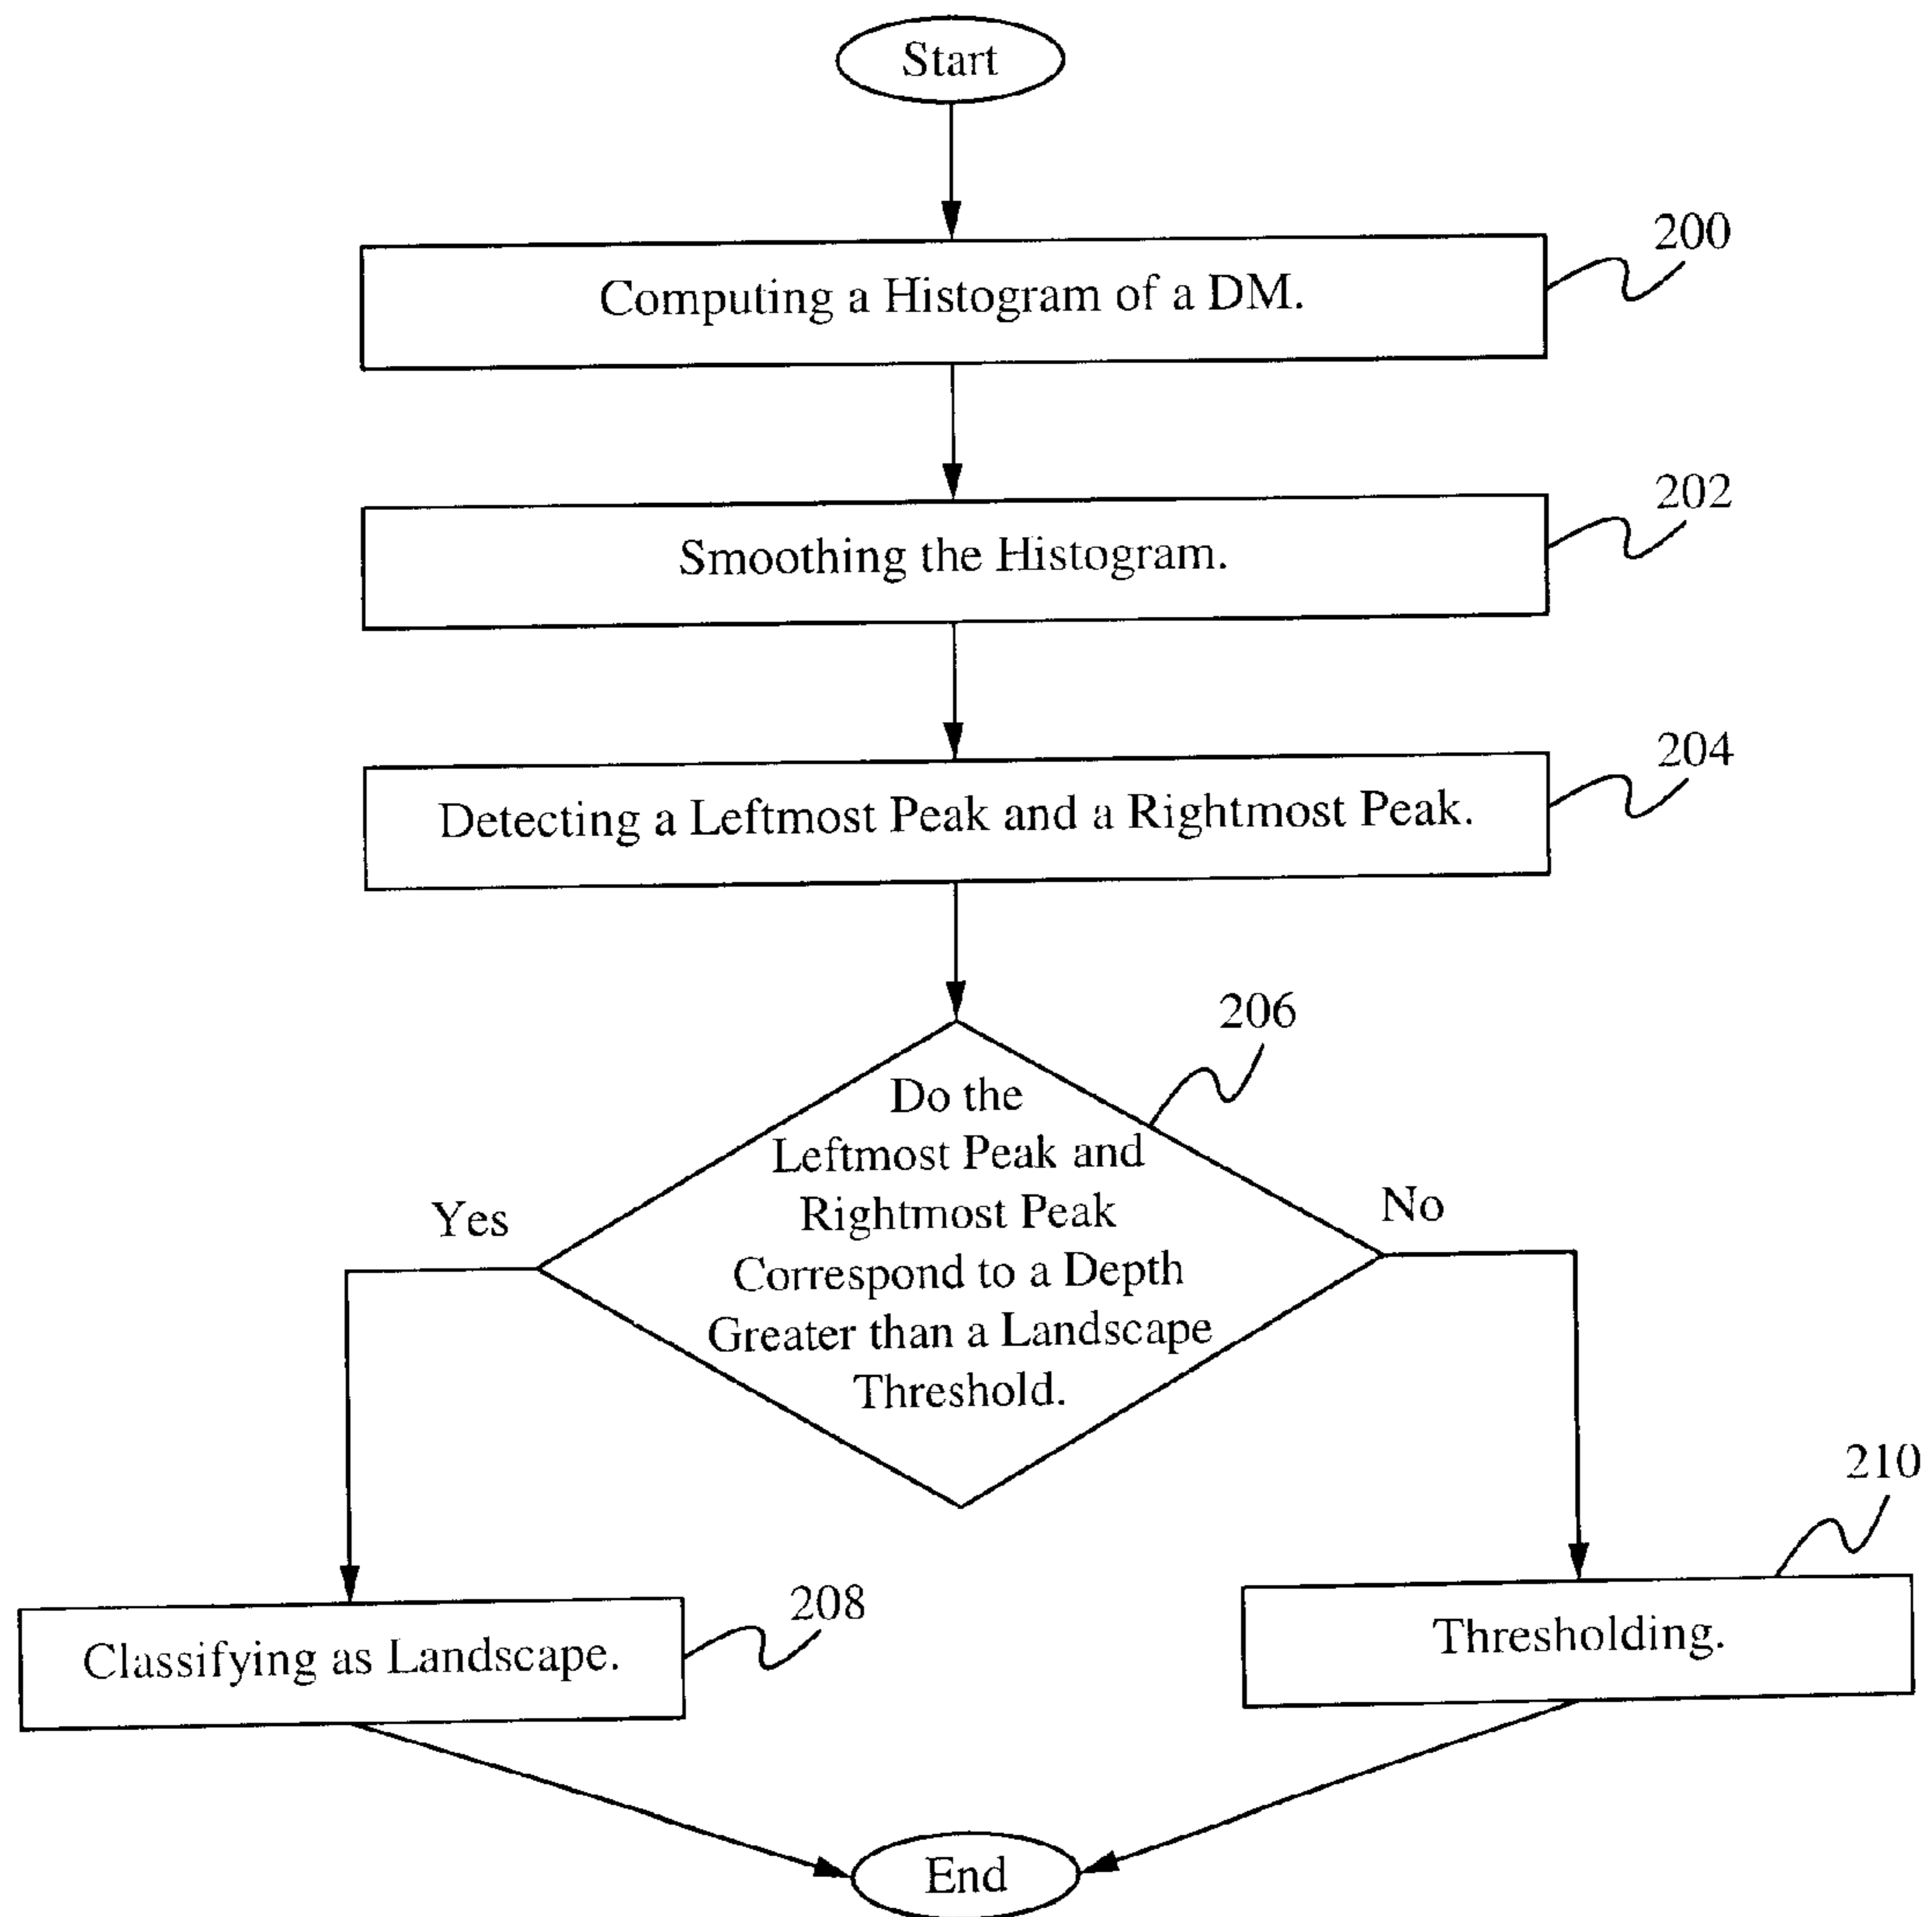 Start
200
Computing a Histogram of a DM.
202
Smoothing the Histogram.
204
Detecting a Leftmost Peak and a Rightmost Peak.
206
Do the
Leftmost Peak and
Rightmost Peak
Correspond to a Depth
Greater than a Landscape
Threshold.
Yes
No
208
Classifying as Landscape.
210
Thresholding.
End